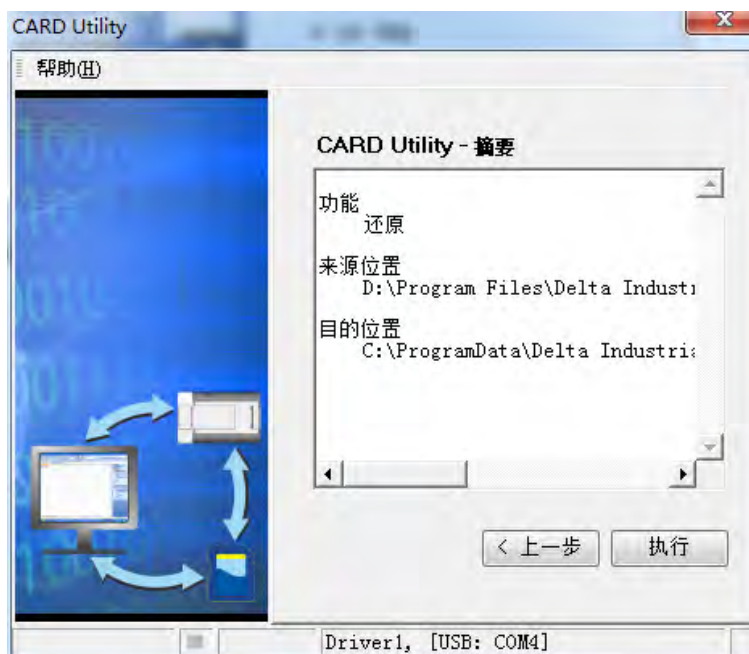 CARD Utility
帮助(H)
CARD Utility - 摘要
功能
还原
来源位置
D:\Program Files\Delta Industr
目的位置
C:\ProgramData\Delta Industria
< 上一步
执行
Driver1, [USB: COM4]